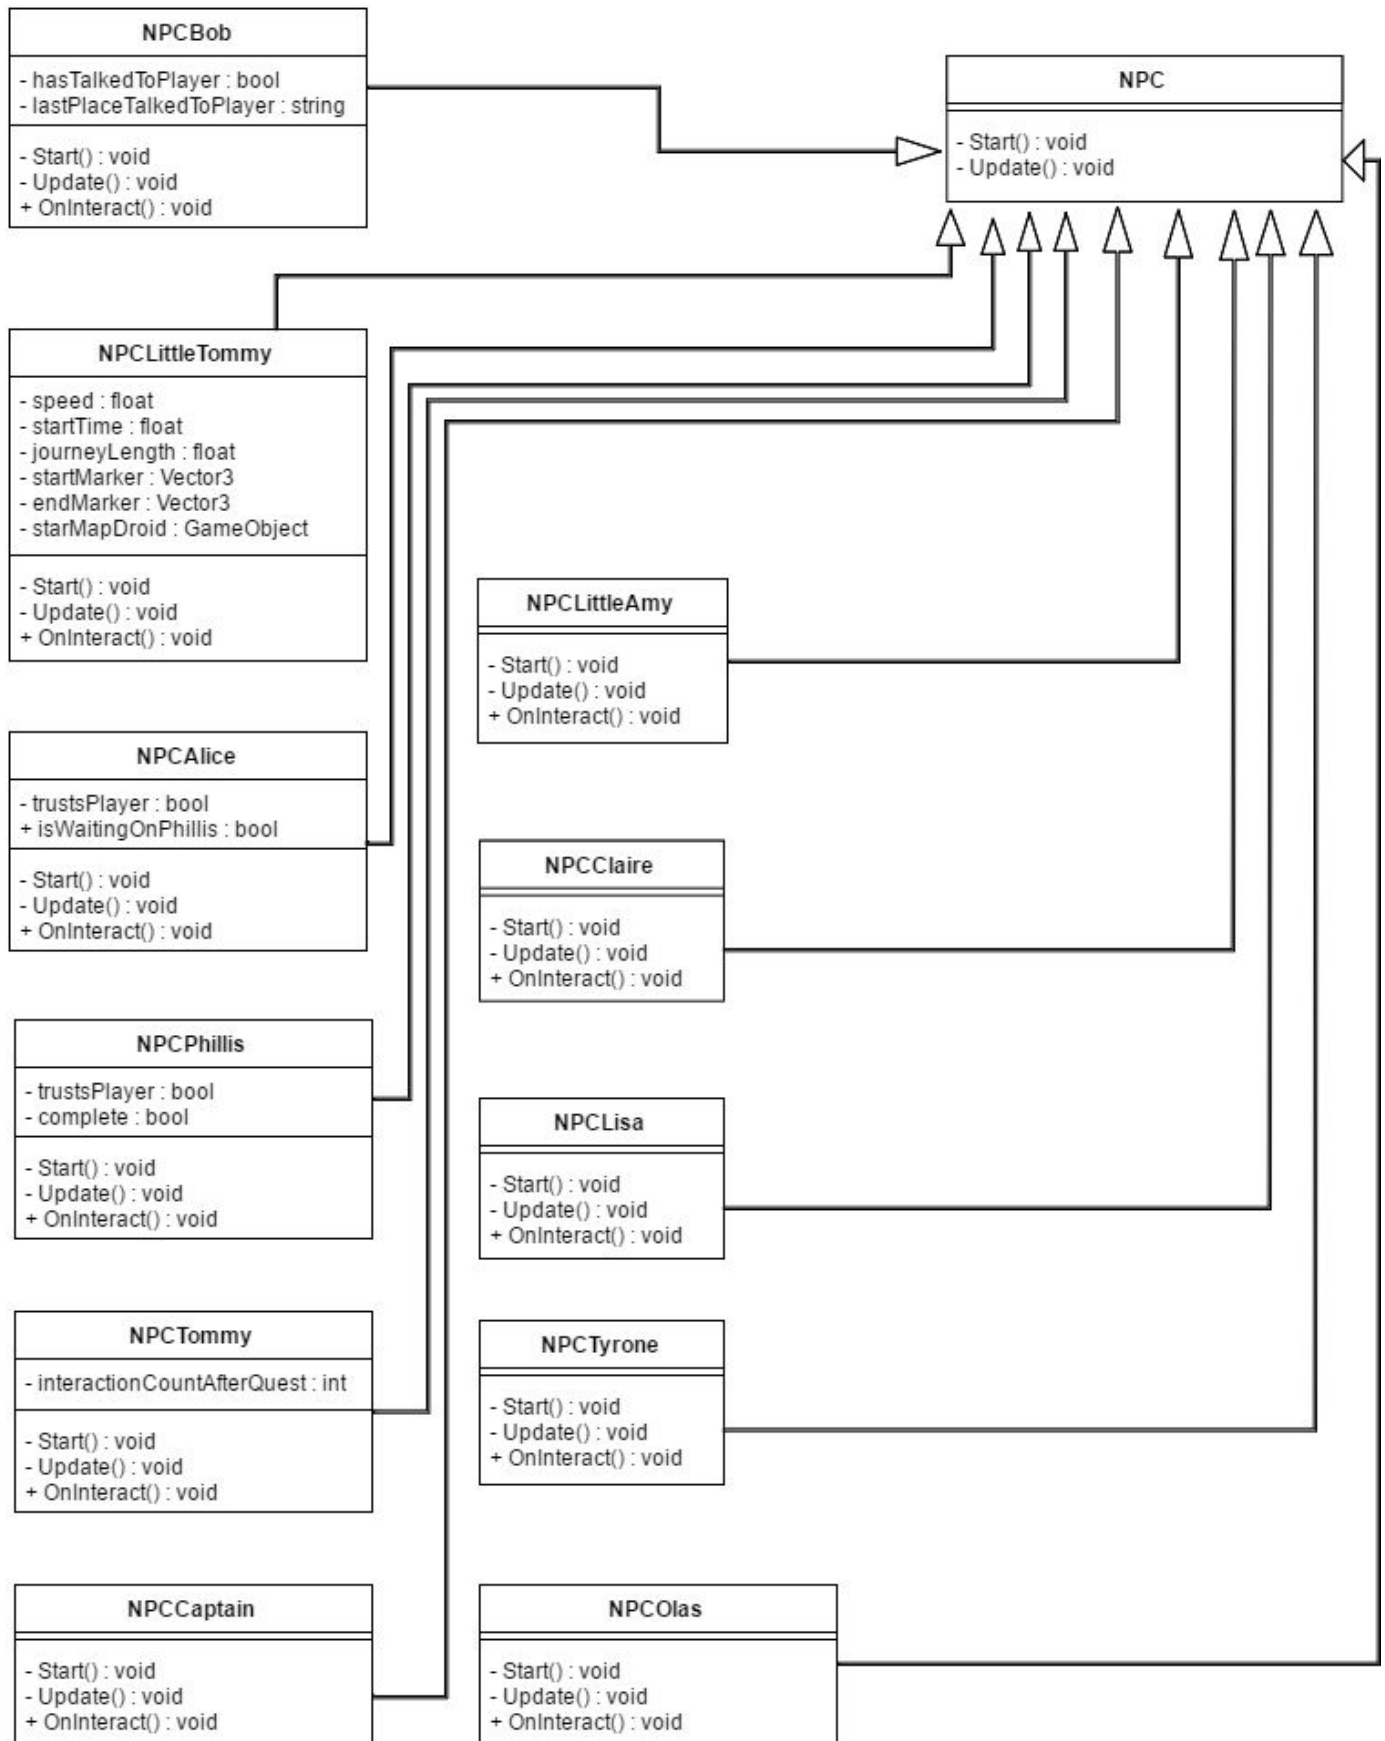 NPCBob
- hasTalkedToPlayer : bool
- lastPlaceTalkedToPlayer : string
- Start() : void
- Update() : void
+ OnInteract() : void
NPC
- Start() : void
- Update() : void
NPCLittleTommy
- speed : float
- startTime : float
- journeyLength : float
- startMarker : Vector3
- endMarker : Vector3
- starMapDroid : GameObject
- Start() : void
- Update() : void
+ OnInteract() : void
NPCLittleAmy
- Start() : void
- Update() : void
+ OnInteract() : void
NPCAlice
- trustsPlayer : bool
+ isWaitingOnPhillis : bool
- Start() : void
- Update() : void
+ OnInteract() : void
NPCClaire
- Start() : void
- Update() : void
+ OnInteract() : void
NPCPhillis
- trustsPlayer : bool
- complete : bool
- Start() : void
- Update() : void
+ OnInteract() : void
NPCLisa
- Start() : void
- Update() : void
+ OnInteract() : void
NPCTommy
- interactionCountAfterQuest : int
- Start() : void
- Update() : void
+ OnInteract() : void
NPCTyrone
- Start() : void
- Update() : void
+ OnInteract() : void
NPCCaptain
- Start() : void
- Update() : void
+ OnInteract() : void
NPCOlas
- Start() : void
- Update() : void
+ OnInteract() : void